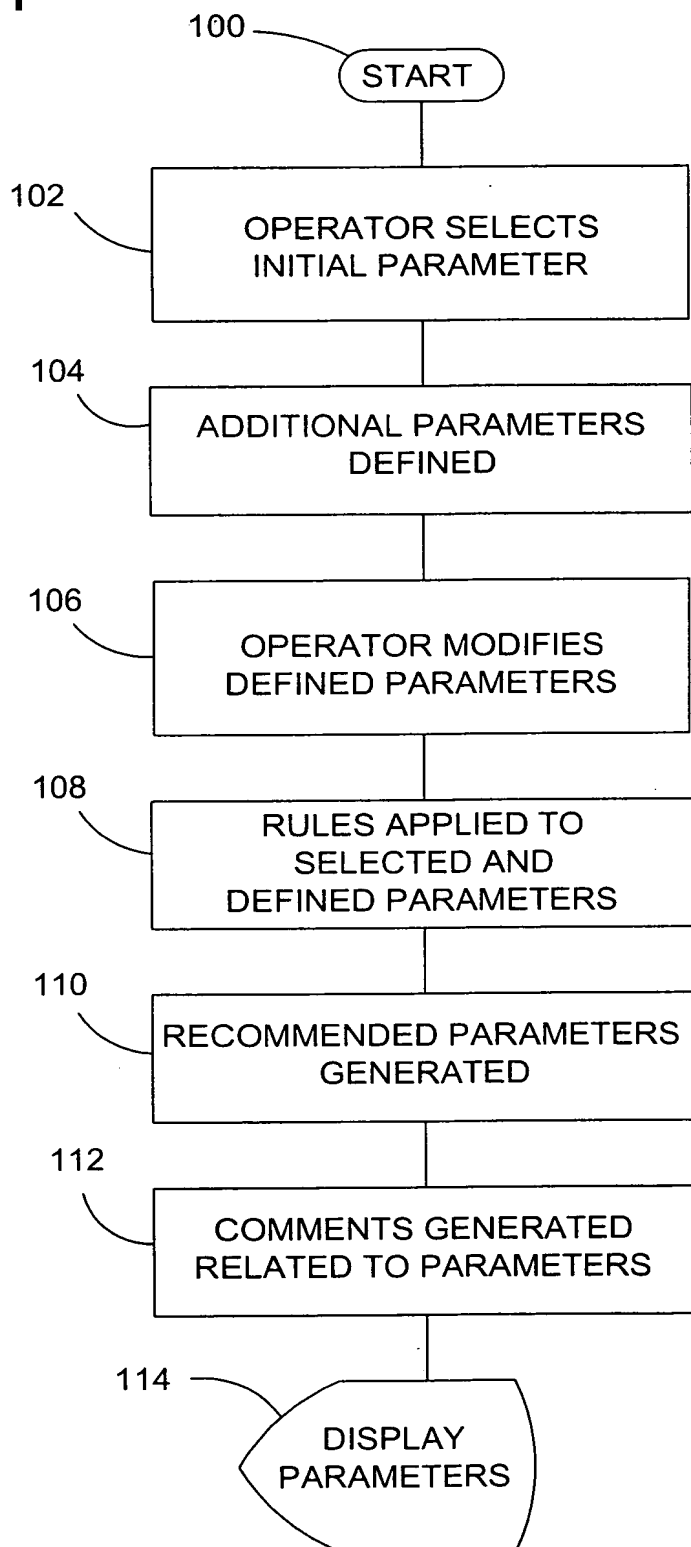 100
START
102
OPERATOR SELECTS
INITIAL PARAMETER
104
ADDITIONAL PARAMETERS
DEFINED
106
OPERATOR MODIFIES
DEFINED PARAMETERS
108
RULES APPLIED TO
SELECTED AND
DEFINED PARAMETERS
110
RECOMMENDED PARAMETERS
GENERATED
112
COMMENTS GENERATED
RELATED TO PARAMETERS
114
DISPLAY
PARAMETERS